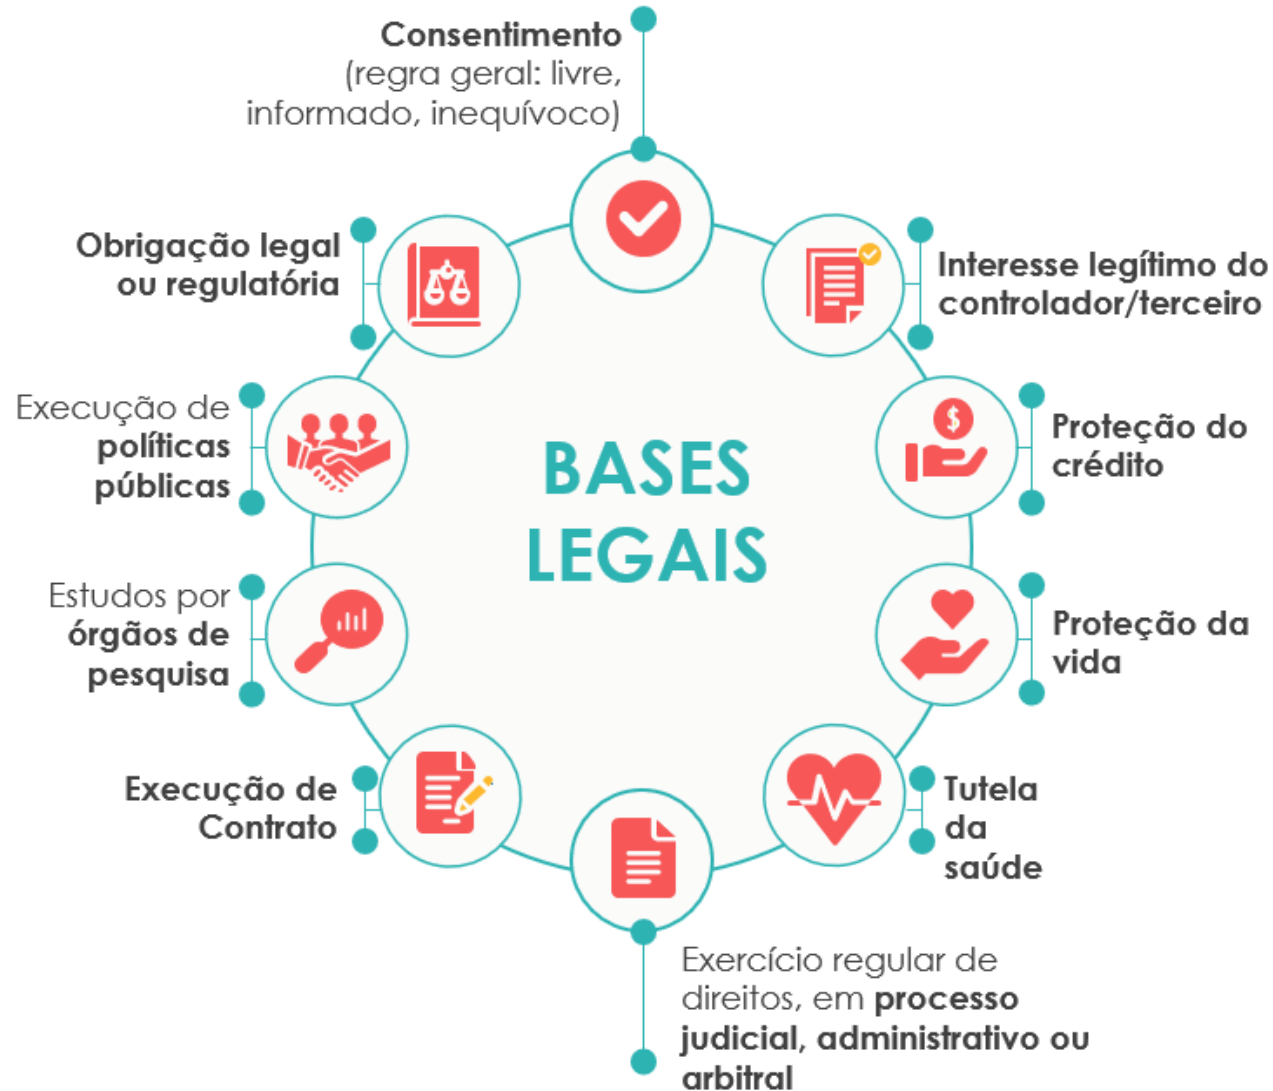 Consentimento
(regra geral: livre,
informado, inequívoco)
Obrigação legal
ou regulatória
Interesse legítimo do
controlador/terceiro
Execução de
políticas
públicas
Proteção do
crédito
BASES
LEGAIS
Estudos por
órgãos de
pesquisa
Proteção da
vida
Execução de
Contrato
Tutela
da
saúde
Exercício regular de
direitos, em processo
judicial, administrativo ou
arbitral